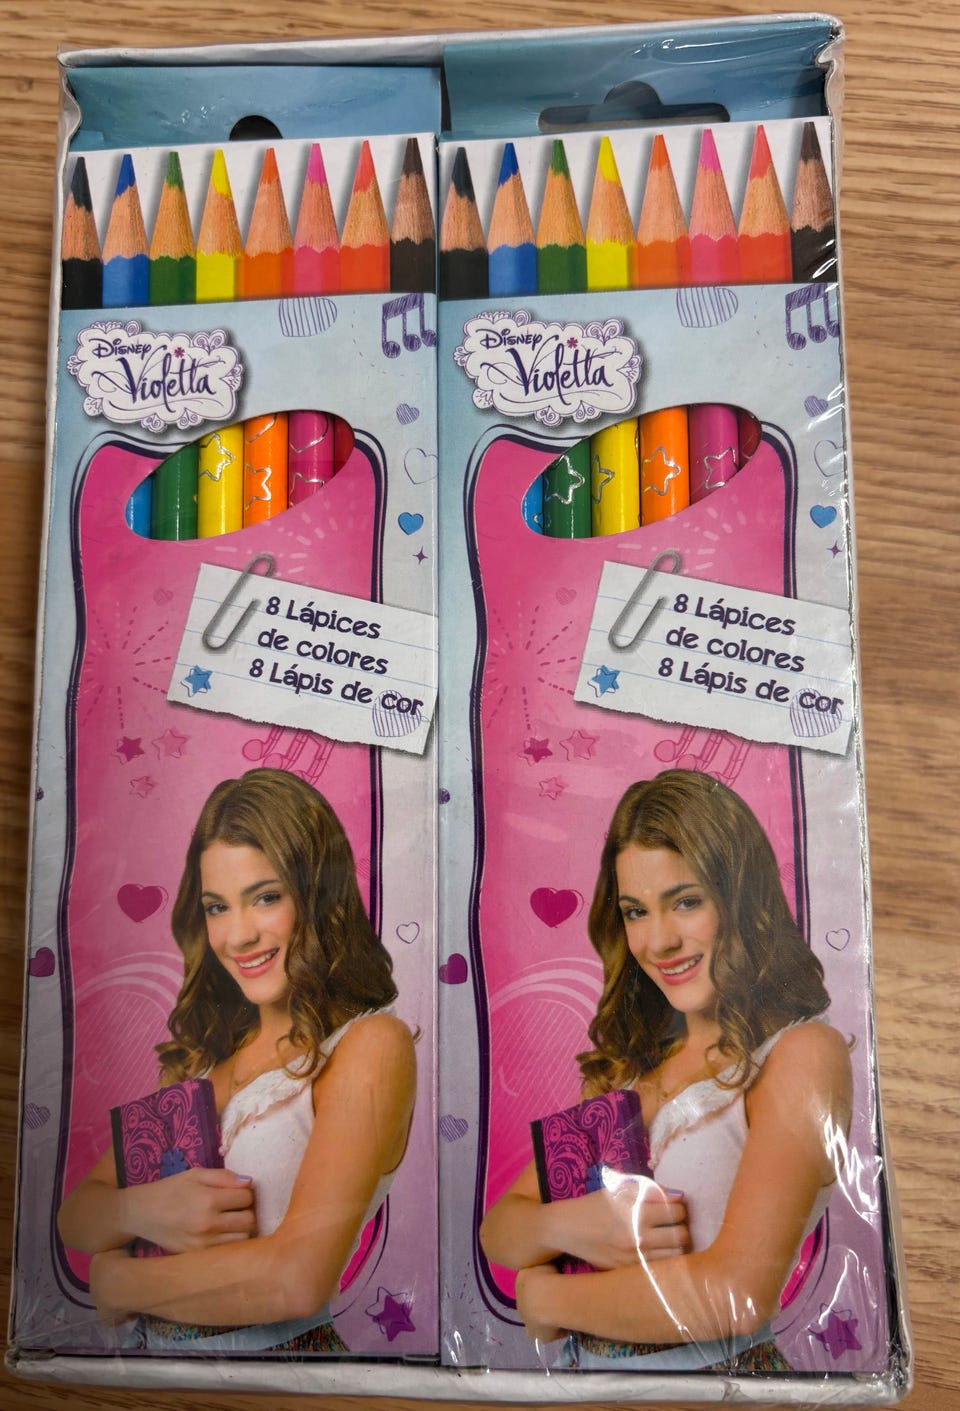 Disney
Violetta
8 Lápices
de colores
8 Lápis de cor
Disney
Violetta
8 Lápices
de colores
8 Lápis de cor